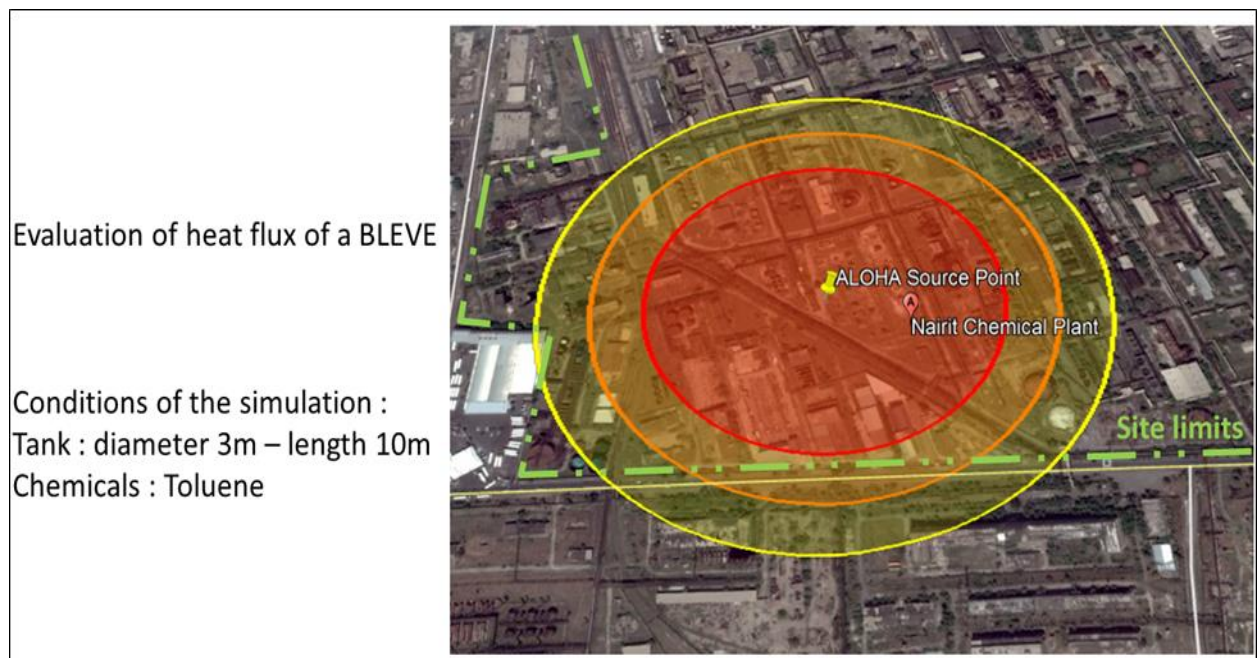 Evaluation of heat flux of a BLEVE
Conditions of the simulation :
Tank : diameter 3m – length 10m
Chemicals : Toluene
ALOHA Source Point
A
Nairit Chemical Plant
Site limits